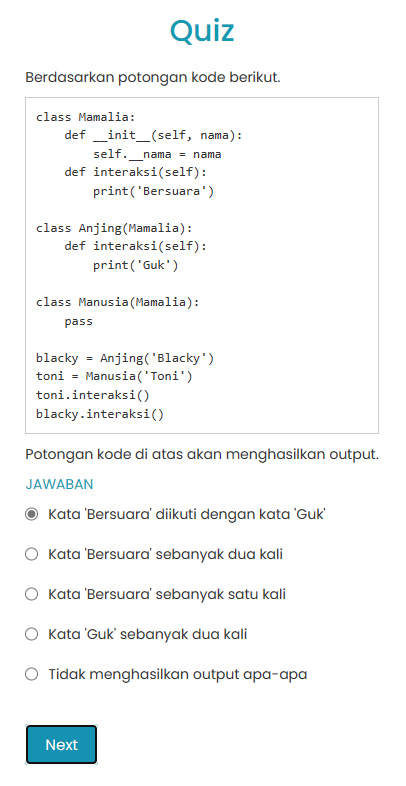 Quiz
Berdasarkan potongan kode berikut.
class Mamalia:
    def __init__(self, nama):
        self.__nama = nama
    def interaksi(self):
        print('Bersuara')

class Anjing(Mamalia):
    def interaksi(self):
        print('Guk')

class Manusia(Mamalia):
    pass

blacky = Anjing('Blacky')
toni = Manusia('Toni')
toni.interaksi()
blacky.interaksi()
Potongan kode di atas akan menghasilkan output.
JAWABAN
Kata 'Bersuara' diikuti dengan kata 'Guk'
Kata 'Bersuara' sebanyak dua kali
Kata 'Bersuara' sebanyak satu kali
Kata 'Guk' sebanyak dua kali
Tidak menghasilkan output apa-apa
Next